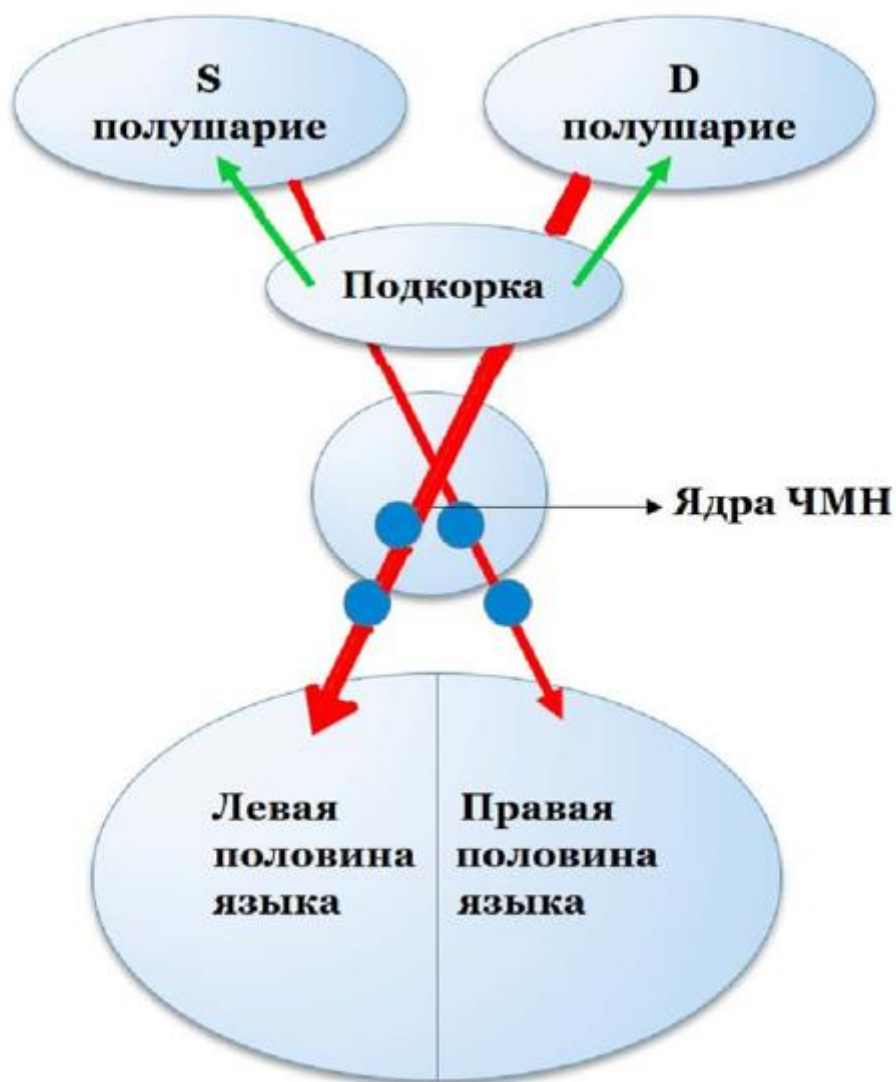 S
полушарие
D
полушарие
Подкорка
Ядра ЧМН
Левая
половина
языка
Правая
половина
языка